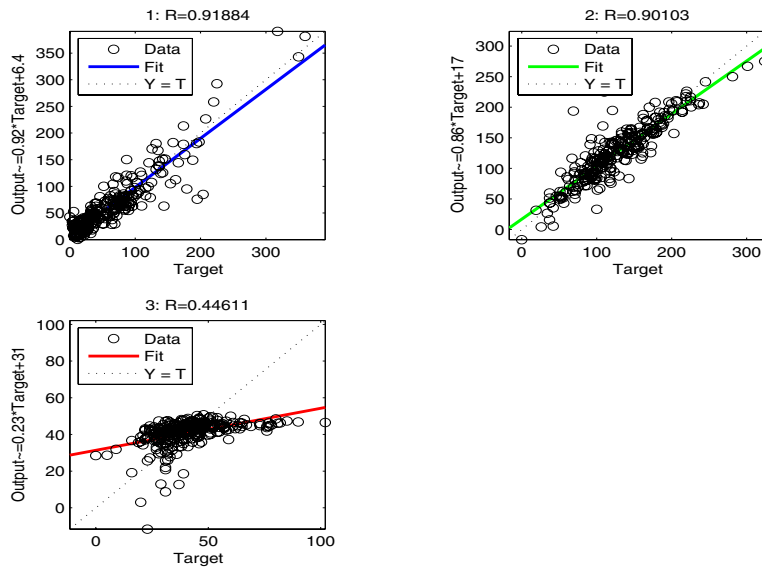 1: R=0.91884
Output~=0.92*Target+6.4
350
300
250
200
150
100
50
0
Data
Fit
Y = T
0
100
200
300
Target
2: R=0.90103
Output~=0.86*Target+17
300
250
200
150
100
50
0
Data
Fit
Y = T
0
100
200
300
Target
3: R=0.44611
Output~=0.23*Target+31
100
80
60
40
20
0
Data
Fit
Y = T
0
50
100
Target